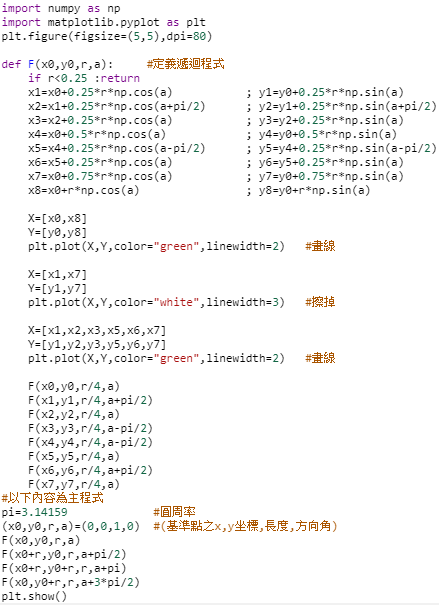 import numpy as np
import matplotlib.pyplot as plt
plt.figure(figsize=(5,5),dpi=80)

def F(x0,y0,r,a):     #定義遞迴程式
    if r<0.25 :return
    x1=x0+0.25*r*np.cos(a)           ; y1=y0+0.25*r*np.sin(a)
    x2=x1+0.25*r*np.cos(a+pi/2)      ; y2=y1+0.25*r*np.sin(a+pi/2)
    x3=x2+0.25*r*np.cos(a)           ; y3=y2+0.25*r*np.sin(a)
    x4=x0+0.5*r*np.cos(a)            ; y4=y0+0.5*r*np.sin(a)
    x5=x4+0.25*r*np.cos(a-pi/2)      ; y5=y4+0.25*r*np.sin(a-pi/2)
    x6=x5+0.25*r*np.cos(a)           ; y6=y5+0.25*r*np.sin(a)
    x7=x0+0.75*r*np.cos(a)           ; y7=y0+0.75*r*np.sin(a)
    x8=x0+r*np.cos(a)                ; y8=y0+r*np.sin(a)

    X=[x0,x8]
    Y=[y0,y8]
    plt.plot(X,Y,color="green",linewidth=2)   #畫線

    X=[x1,x7]
    Y=[y1,y7]
    plt.plot(X,Y,color="white",linewidth=3)   #擦掉

    X=[x1,x2,x3,x5,x6,x7]
    Y=[y1,y2,y3,y5,y6,y7]
    plt.plot(X,Y,color="green",linewidth=2)   #畫線

    F(x0,y0,r/4,a)
    F(x1,y1,r/4,a+pi/2)
    F(x2,y2,r/4,a)
    F(x3,y3,r/4,a-pi/2)
    F(x4,y4,r/4,a-pi/2)
    F(x5,y5,r/4,a)
    F(x6,y6,r/4,a+pi/2)
    F(x7,y7,r/4,a)
#以下內容為主程式
pi=3.14159            #圓周率
(x0,y0,r,a)=(0,0,1,0)  #(基準點之x,y坐標,長度,方向角)
F(x0,y0,r,a)
F(x0+r,y0,r,a+pi/2)
F(x0+r,y0+r,r,a+pi)
F(x0,y0+r,r,a+3*pi/2)
plt.show()